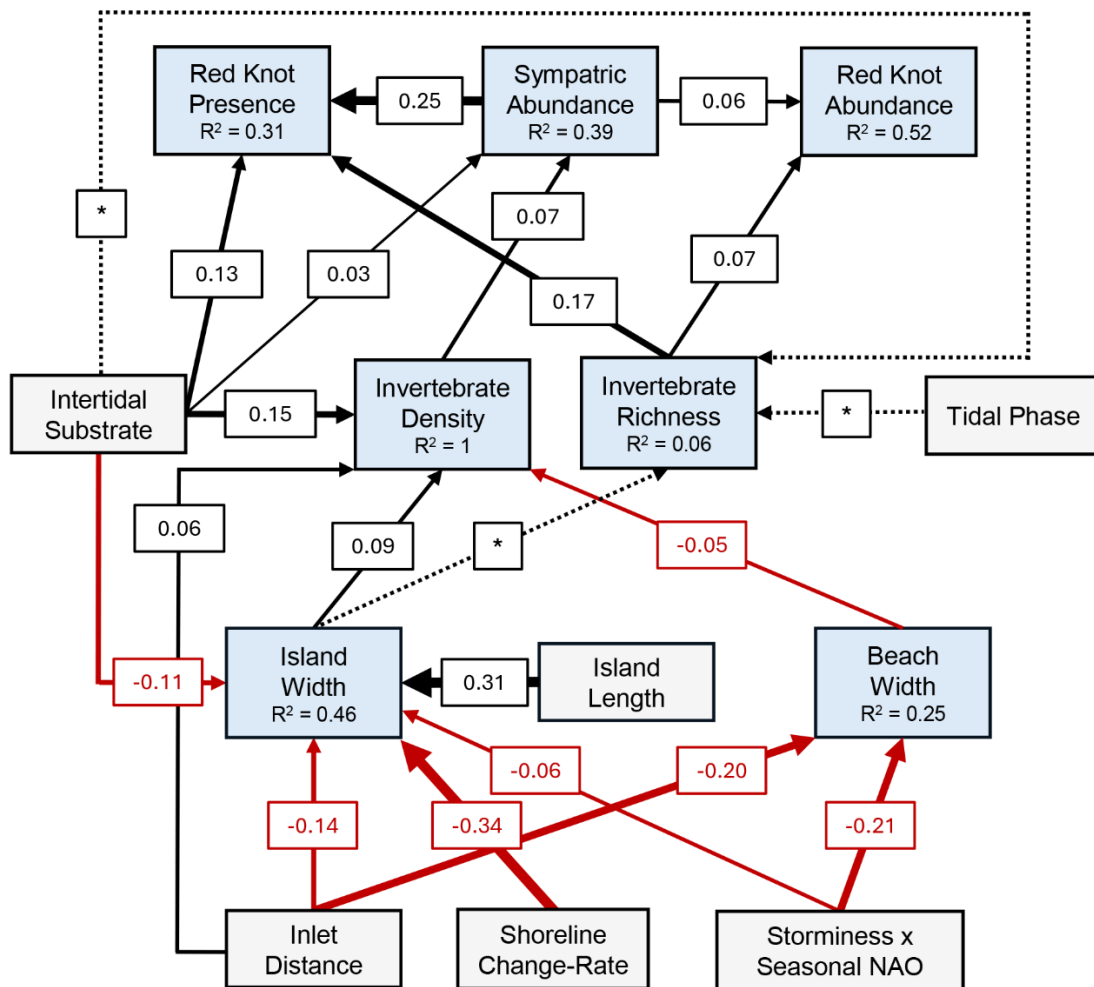 Red Knot
Presence
R² = 0.31
0.25
Sympatric
Abundance
R² = 0.39
0.06
Red Knot
Abundance
R² = 0.52
*
0.13
0.03
0.07
0.17
0.07
Intertidal
Substrate
0.15
Invertebrate
Density
R² = 1
Invertebrate
Richness
R² = 0.06
*
Tidal Phase
0.06
0.09
*
-0.05
-0.11
Island
Width
R² = 0.46
0.31
Island
Length
Beach
Width
R² = 0.25
-0.14
-0.34
-0.06
-0.20
-0.21
Inlet
Distance
Shoreline
Change-Rate
Storminess x
Seasonal NAO